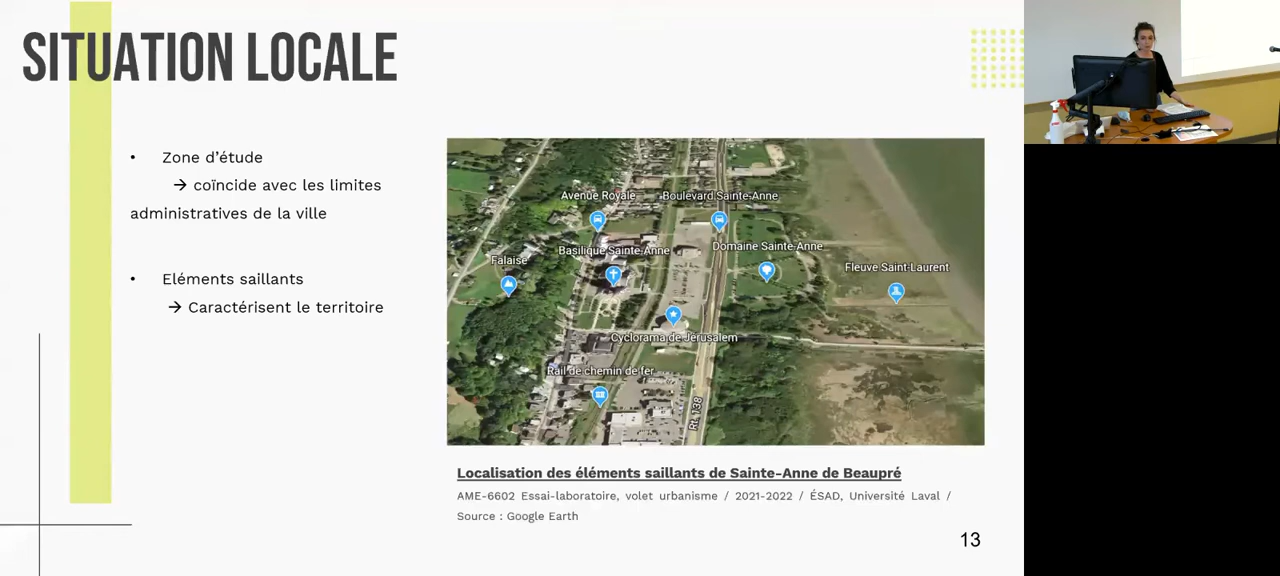 SITUATION LOCALE
• Zone d'étude
→ coïncide avec les limites
administratives de la ville
• Eléments saillants
→ Caractérisent le territoire
Avenue Royale
Boulevard Sainte-Anne
Basilique Sainte-Anne
Domaine Sainte-Anne
Falaise
Fleuve Saint-Laurent
Cyclorama de Jérusalem
Rail de chemin de fer
Rt. 138
Localisation des éléments saillants de Sainte-Anne de Beaupré
AME-6602 Essai-laboratoire, volet urbanisme / 2021-2022 / ÉSAD, Université Laval /
Source : Google Earth
13